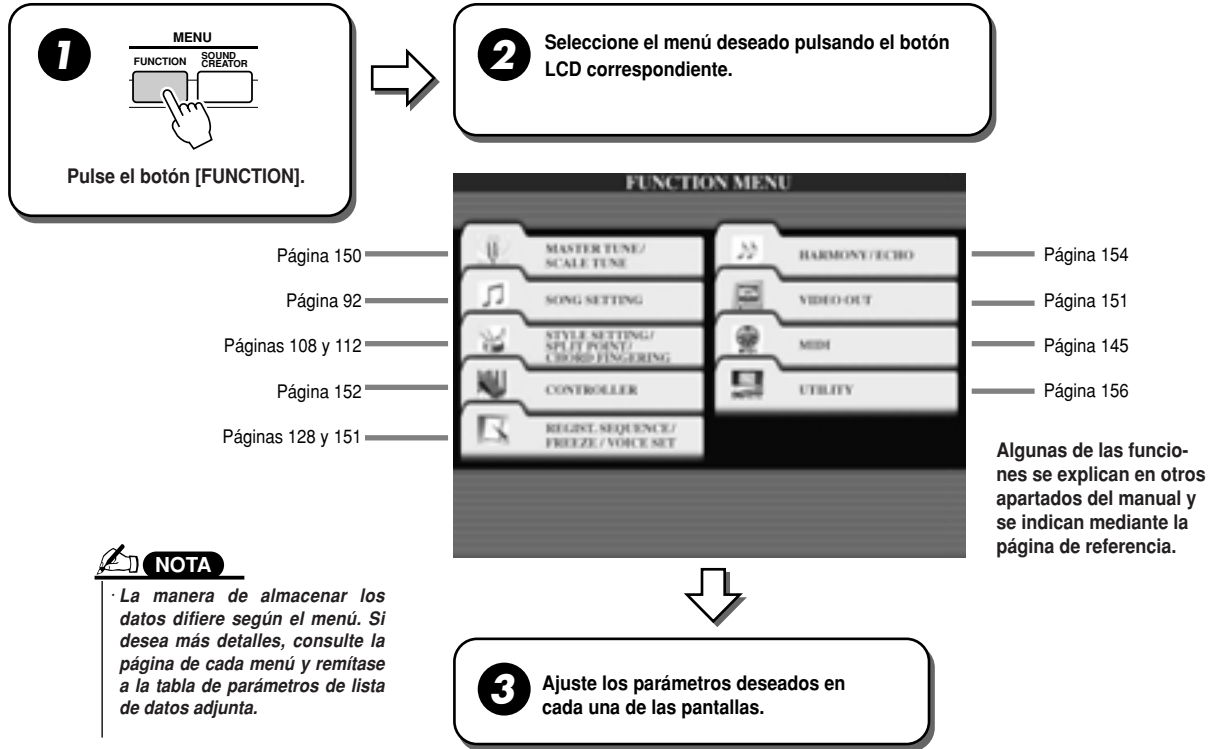 1
MENU
FUNCTION
SOUND
CREATOR
Pulse el botón [FUNCTION].
2
Seleccione el menú deseado pulsando el botón
LCD correspondiente.
FUNCTION MENU
Página 150
MASTER TUNE/
SCALE TUNE
HARMONY/ECHO
Página 154
Página 92
SONG SETTING
VIDEO OUT
Página 151
Páginas 108 y 112
STYLE SETTING/
SPLIT POINT/
CHORD FINGERING
MIDI
Página 145
Página 152
CONTROLLER
UTILITY
Página 156
Páginas 128 y 151
REGIST. SEQUENCE/
FREEZE / VOICE SET
Algunas de las funcio-
nes se explican en otros
apartados del manual y
se indican mediante la
página de referencia.
NOTA
· La manera de almacenar los
datos difiere según el menú. Si
desea más detalles, consulte la
página de cada menú y remítase
a la tabla de parámetros de lista
de datos adjunta.
3
Ajuste los parámetros deseados en
cada una de las pantallas.